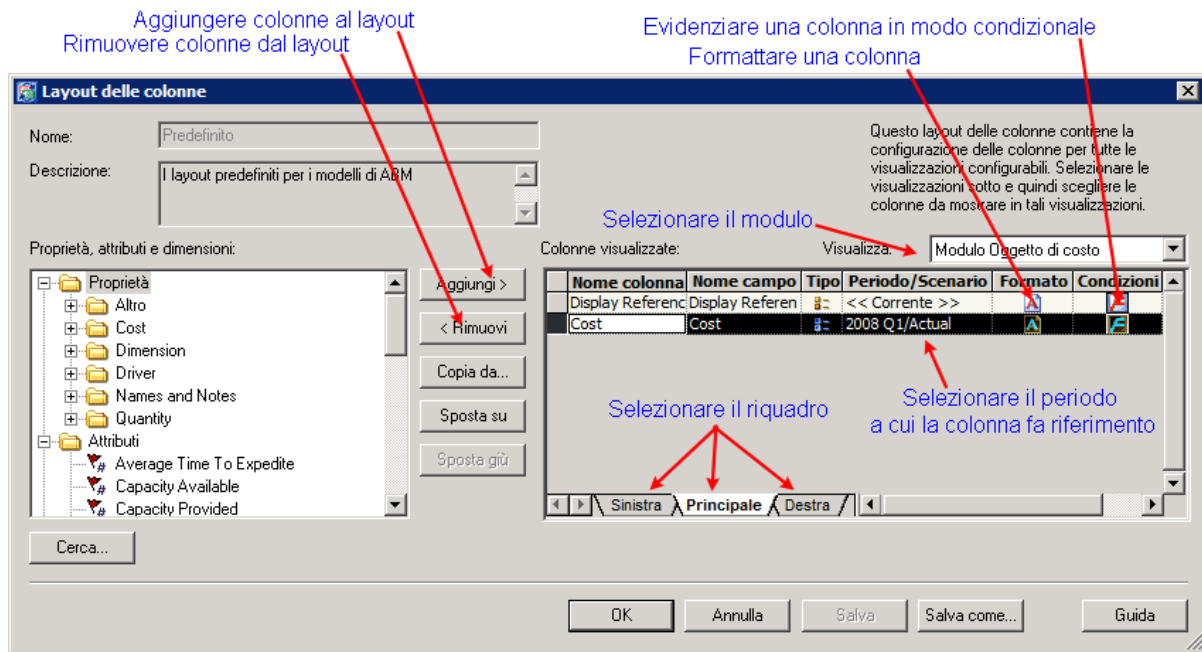 Aggiungere colonne al layout
Rimuovere colonne dal layout
Evidenziare una colonna in modo condizionale
Formattare una colonna
Layout delle colonne
Nome:
Predefinito
Descrizione:
I layout predefiniti per i modelli di ABM
Questo layout delle colonne contiene la
configurazione delle colonne per tutte le
visualizzazioni configurabili. Selezionare le
visualizzazioni sotto e quindi scegliere le
colonne da mostrare in tali visualizzazioni.
Selezionare il modulo
Proprietà, attributi e dimensioni:
Colonne visualizzate:
Visualizza:
Modulo Oggetto di costo
Proprietà
Altro
Cost
Dimension
Driver
Names and Notes
Quantity
Attributi
Average Time To Expedite
Capacity Available
Capacity Provided
Aggiungi >
< Rimuovi
Copia da...
Sposta su
Sposta giù
Nome colonna Nome campo Tipo Periodo/Scenario Formato Condizioni
Display Referenc Display Referen << Corrente >>
Cost Cost 2008 Q1/Actual
Selezionare il riquadro
Selezionare il periodo
a cui la colonna fa riferimento
Sinistra Principale Destra
Cerca...
OK Annulla Salva Salva come... Guida